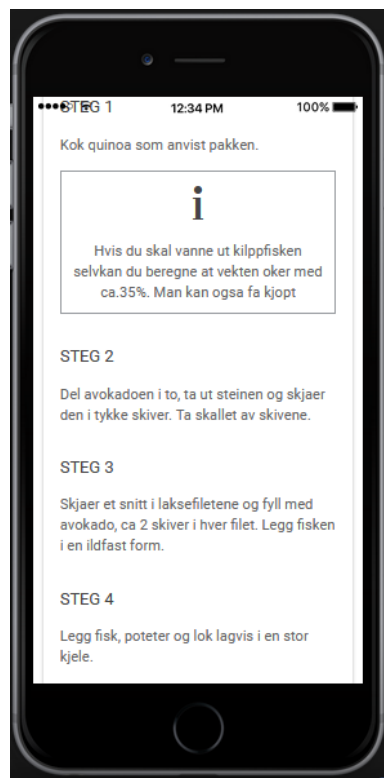 STEG 1
12:34 PM
100%
Kok quinoa som anvist pakken.
i
Hvis du skal vanne ut kilppfisken
selvkan du beregne at vekten oker med
ca.35%. Man kan ogsa fa kjopt
STEG 2
Del avokadoen i to, ta ut steinen og skjaer
den i tykke skiver. Ta skallet av skivene.
STEG 3
Skjaer et snitt i laksefiletene og fyll med
avokado, ca 2 skiver i hver filet. Legg fisken
i en ildfast form.
STEG 4
Legg fisk, poteter og lok lagvis i en stor
kjele.